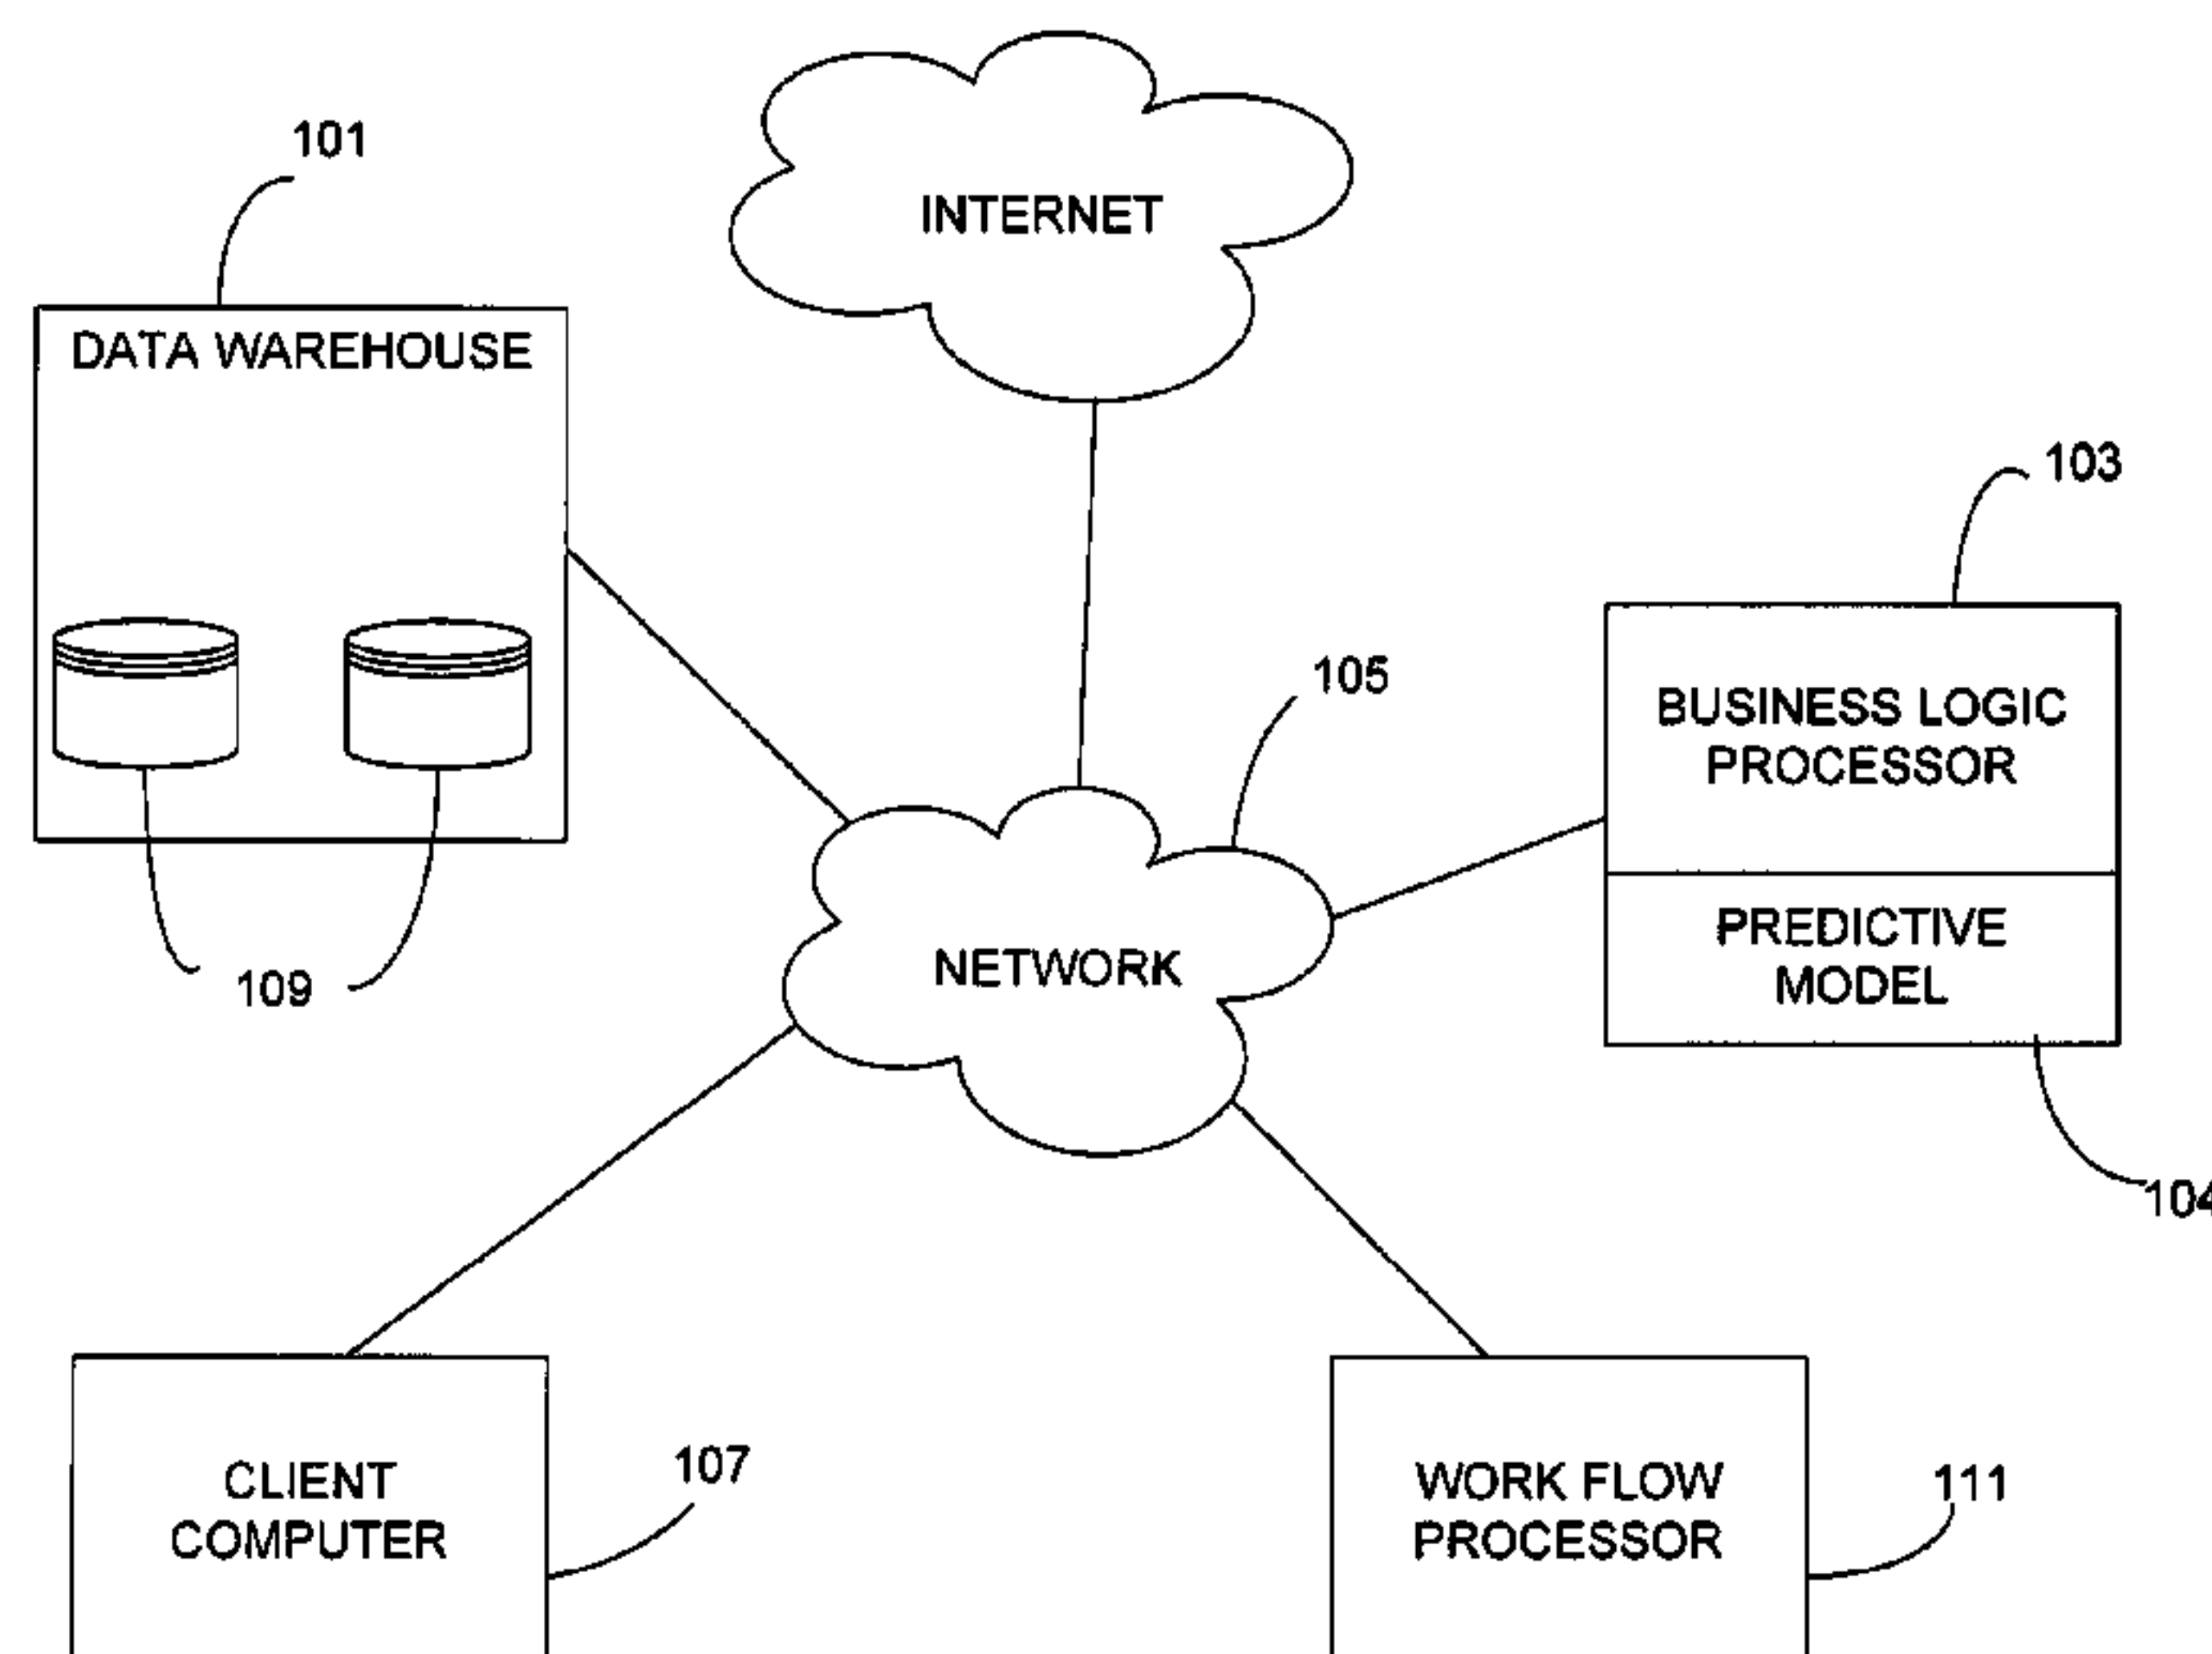 101
INTERNET
DATA WAREHOUSE
103
105
BUSINESS LOGIC
PROCESSOR
PREDICTIVE
MODEL
NETWORK
109
104
CLIENT
COMPUTER
107
WORK FLOW
PROCESSOR
111